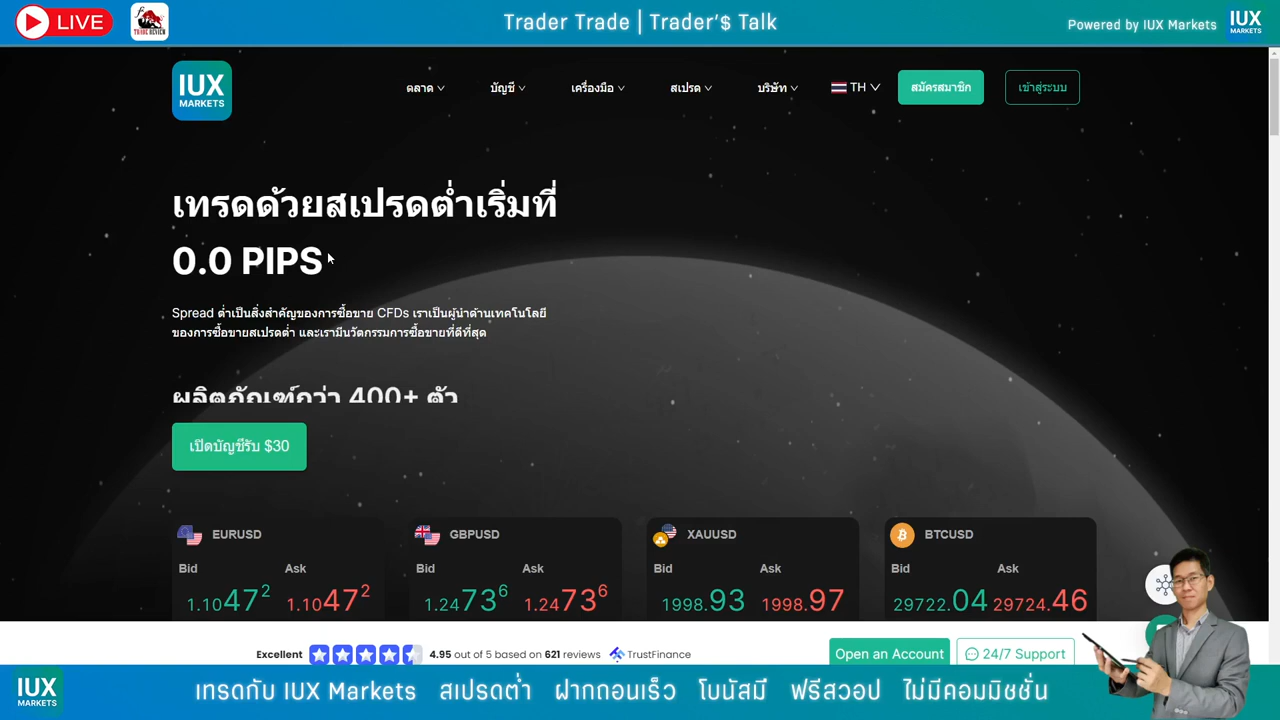 LIVE
TRADE REVIEW
Trader Trade | Trader’$ Talk
Powered by IUX Markets
IUX
MARKETS
IUX
MARKETS
ตลาด
บัญชี
เครื่องมือ
สเปรด
บริษัท
TH
สมัครสมาชิก
เข้าสู่ระบบ
เทรดด้วยสเปรดต่ำเริ่มที่
0.0 PIPS
Spread ต่ำเป็นสิ่งสำคัญของการซื้อขาย CFDs เราเป็นผู้นำด้านเทคโนโลยี
ของการซื้อขายสเปรดต่ำ และเรามีนวัตกรรมการซื้อขายที่ดีที่สุด
ผลิตภัณฑ์กว่า 400+ ตัว
เปิดบัญชีรับ $30
EURUSD
Bid Ask
1.10472 1.10472
GBPUSD
Bid Ask
1.24736 1.24736
XAUUSD
Bid Ask
1998.93 1998.97
BTCUSD
Bid Ask
29722.04 29724.46
Excellent 4.95 out of 5 based on 621 reviews TrustFinance
Open an Account
24/7 Support
IUX
MARKETS
เทรดกับ IUX Markets สเปรดต่ำ ฝากถอนเร็ว โบนัสมี ฟรีสวอป ไม่มีคอมมิชชั่น